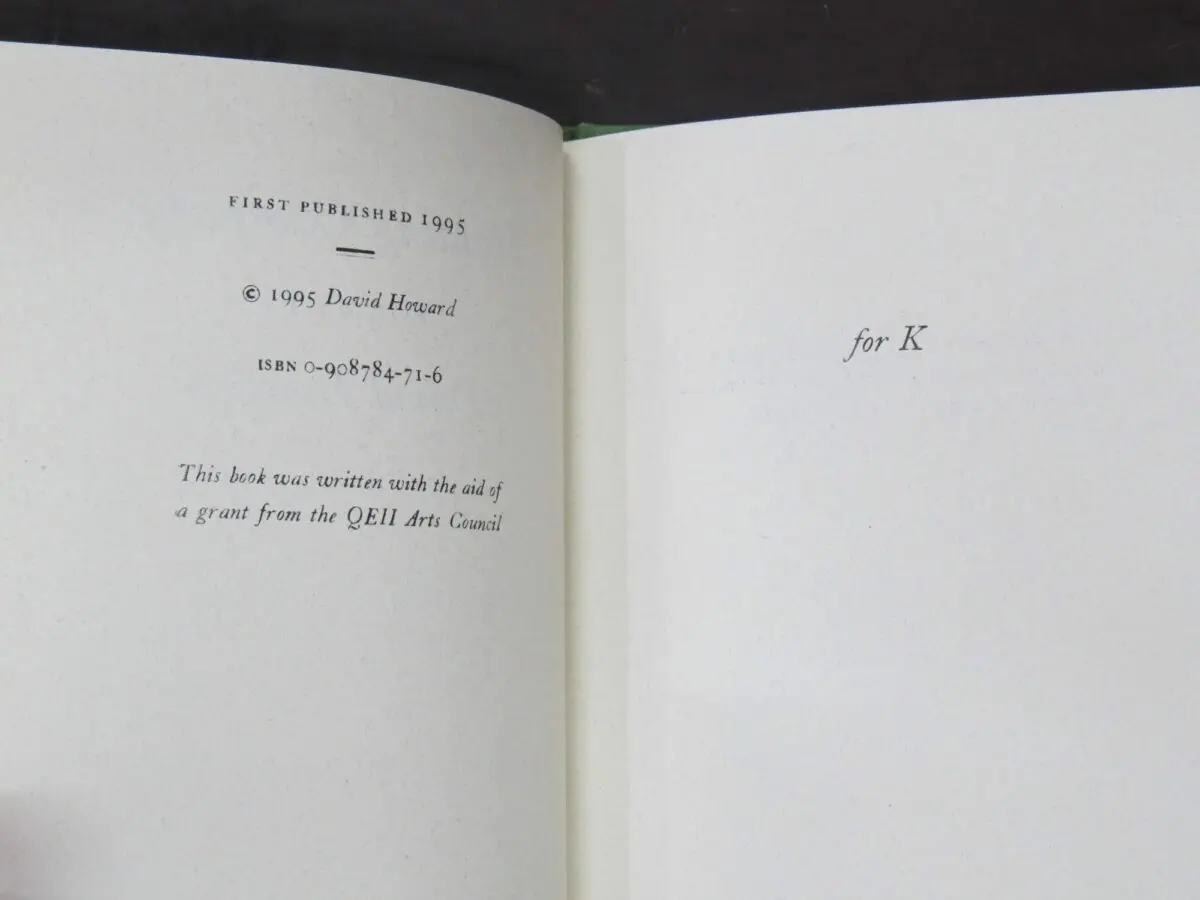 FIRST PUBLISHED 1995
© 1995 David Howard
ISBN 0-908784-71-6
This book was written with the aid of
a grant from the QEII Arts Council
for K